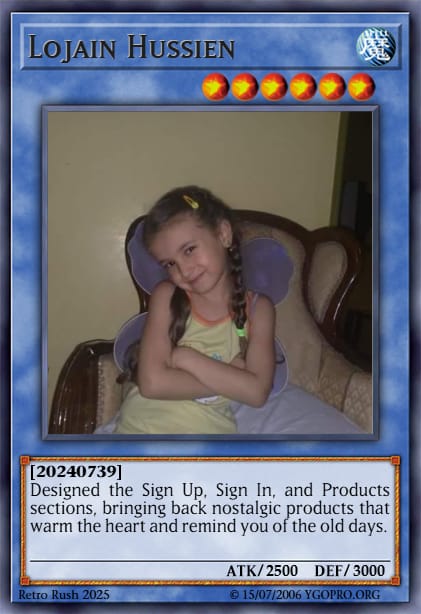 Lojain Hussien
魔
[20240739]
Designed the Sign Up, Sign In, and Products
sections, bringing back nostalgic products that
warm the heart and remind you of the old days.
ATK/2500 DEF/3000
Retro Rush 2025 © 15/07/2006 YGOPRO.ORG